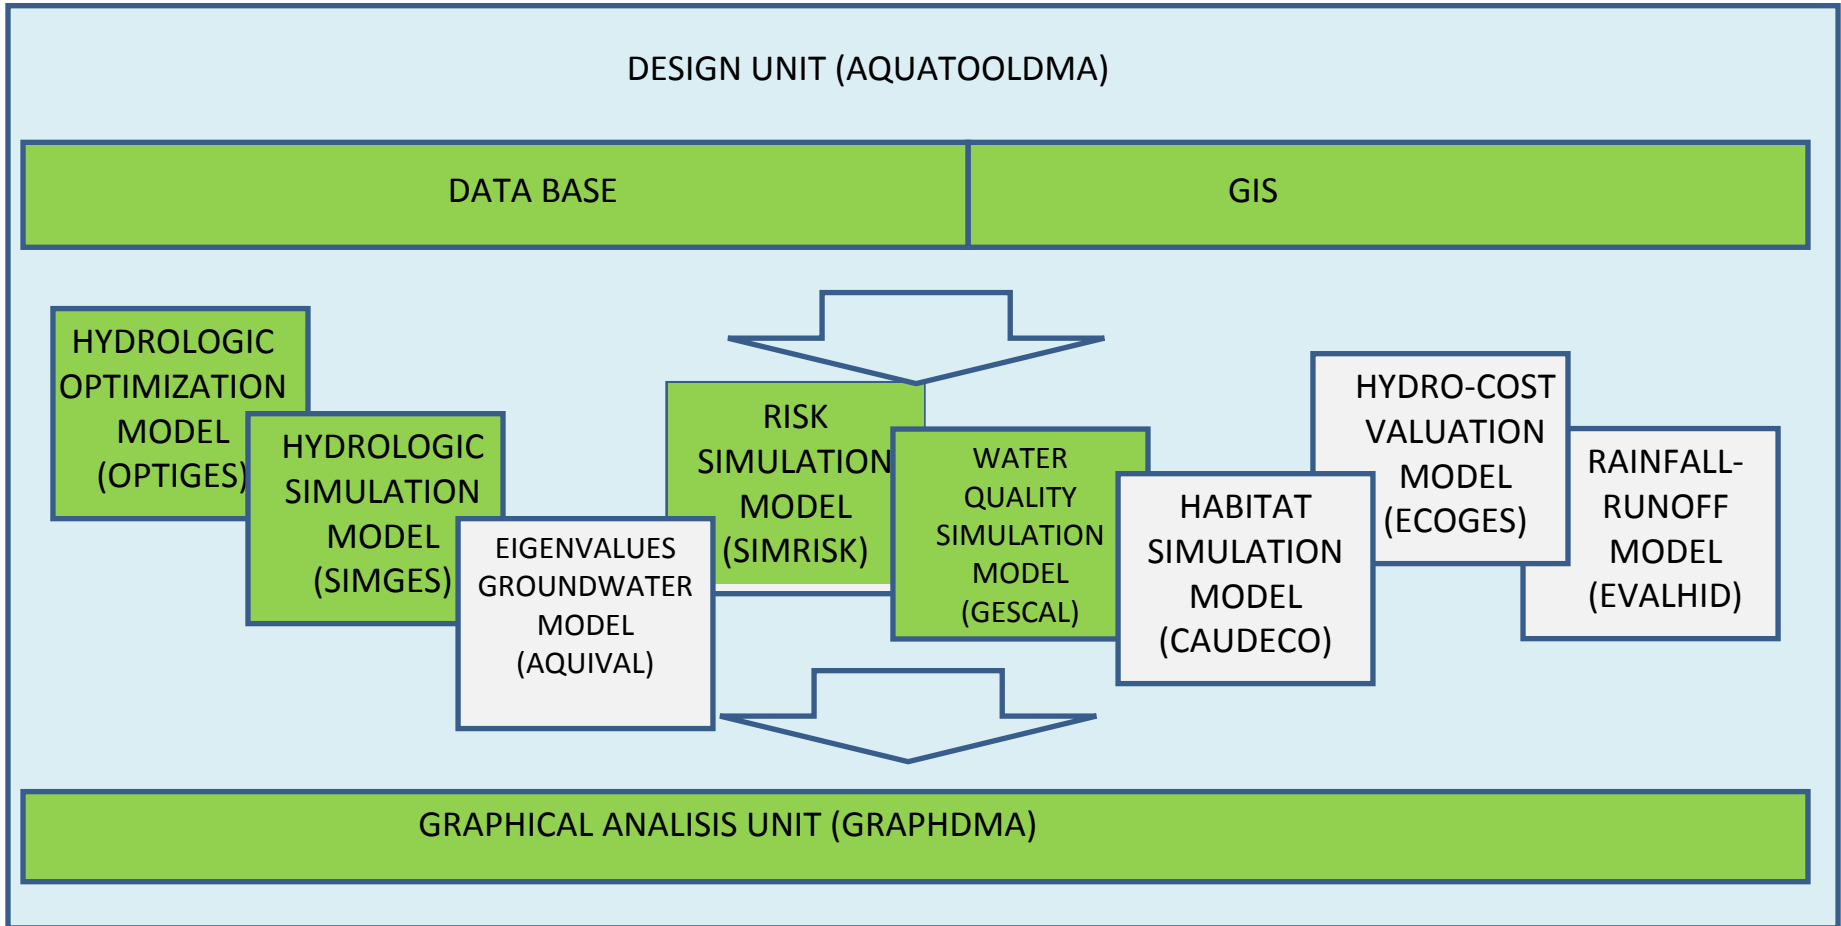 DESIGN UNIT (AQUATOOLDMA)
DATA BASE
GIS
HYDROLOGIC
OPTIMIZATION
MODEL
(OPTIGES)
HYDROLOGIC
SIMULATION
MODEL
(SIMGES)
EIGENVALUES
GROUNDWATER
MODEL
(AQUIVAL)
RISK
SIMULATION
MODEL
(SIMRISK)
WATER
QUALITY
SIMULATION
MODEL
(GESCAL)
HABITAT
SIMULATION
MODEL
(CAUDECO)
HYDRO-COST
VALUATION
MODEL
(ECOGES)
RAINFALL-
RUNOFF
MODEL
(EVALHID)
GRAPHICAL ANALISIS UNIT (GRAPHDMA)